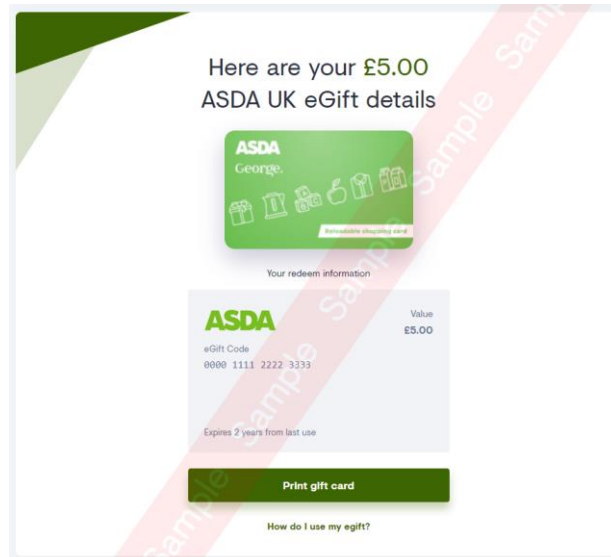 Here are your £5.00
ASDA UK eGift details
ASDA
George.
Reloadable shopping card
Your redeem information
ASDA
Value
£5.00
eGift Code
0000 1111 2222 3333
Expires 2 years from last use
Print gift card
How do I use my egift?
Sample Sample Sample Sample Sample Sample